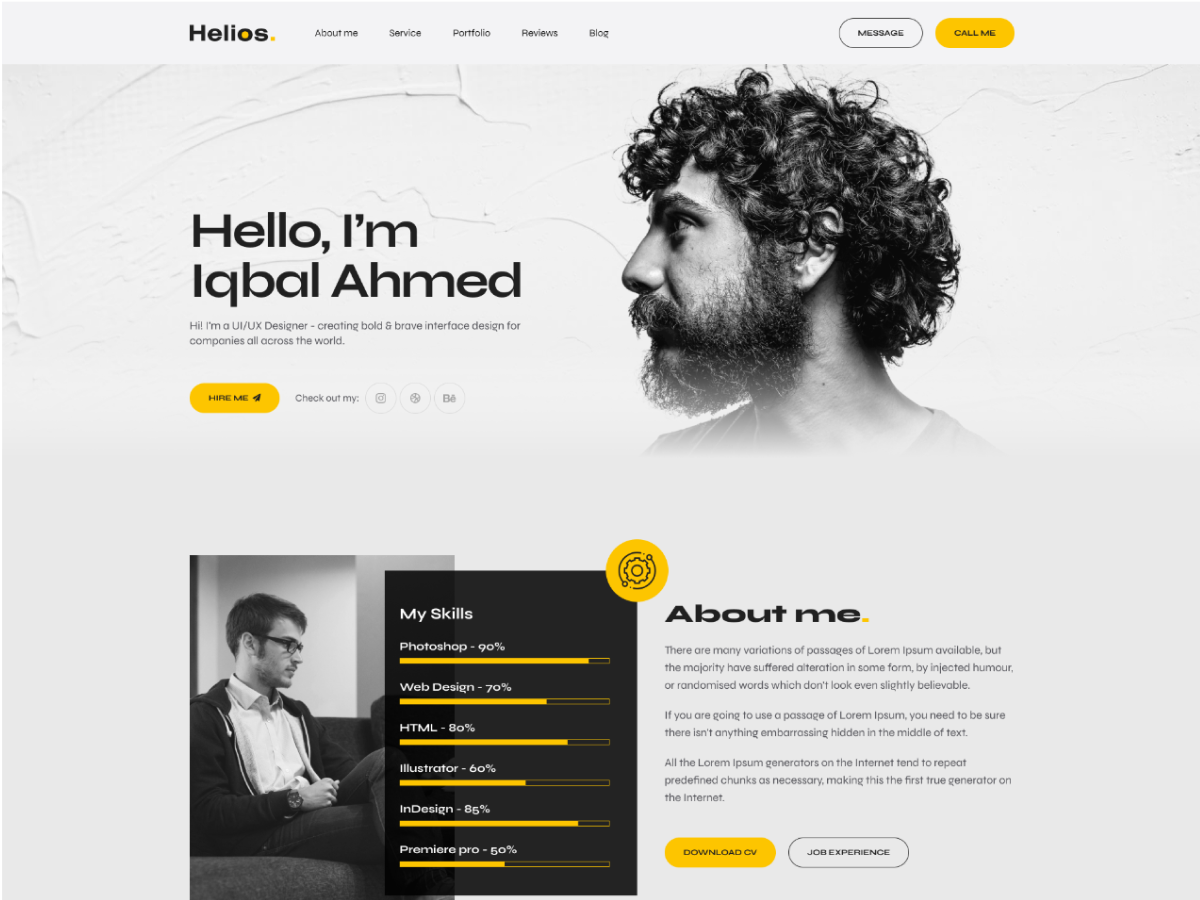 Helios.
About me
Service
Portfolio
Reviews
Blog
MESSAGE
CALL ME
Hello, I'm
Iqbal Ahmed
Hi! I'm a UI/UX Designer - creating bold & brave interface design for
companies all across the world.
HIRE ME
Check out my:
Bē
My Skills
Photoshop - 90%
Web Design - 70%
HTML - 80%
Illustrator - 60%
InDesign - 85%
Premiere pro - 50%
About me.
There are many variations of passages of Lorem Ipsum available, but
the majority have suffered alteration in some form, by injected humour,
or randomised words which don't look even slightly believable.
If you are going to use a passage of Lorem Ipsum, you need to be sure
there isn't anything embarrassing hidden in the middle of text.
All the Lorem Ipsum generators on the Internet tend to repeat
predefined chunks as necessary, making this the first true generator on
the Internet.
DOWNLOAD CV
JOB EXPERIENCE